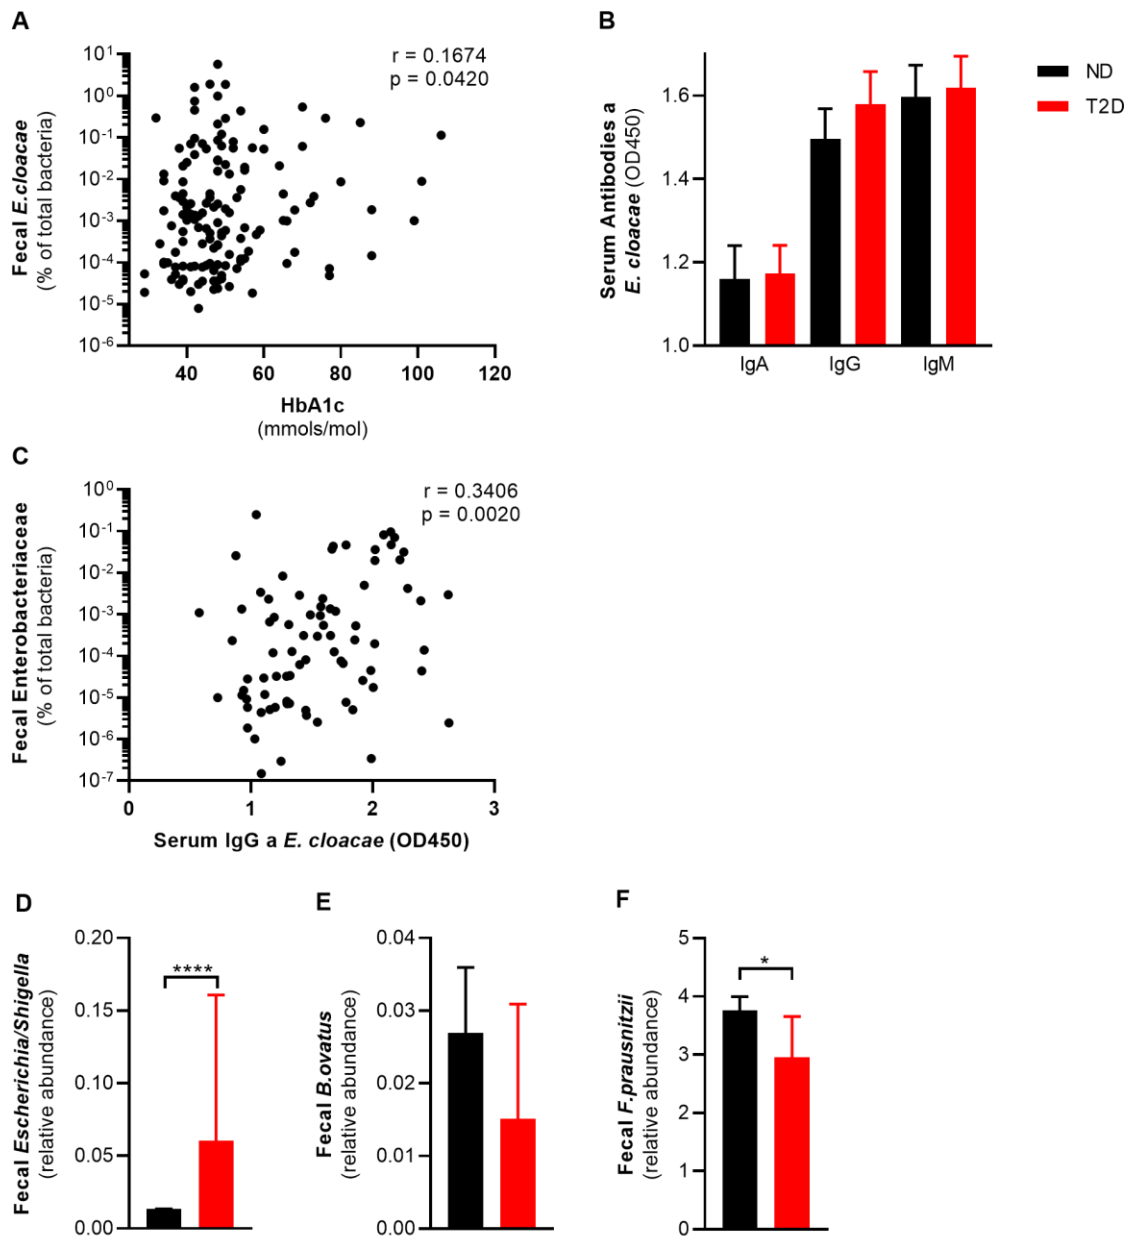 A
r = 0.1674
p = 0.0420
Fecal E.cloacae
(% of total bacteria)
10¹
10⁰
10⁻¹
10⁻²
10⁻³
10⁻⁴
10⁻⁵
10⁻⁶
40 60 80 100 120
HbA1c
(mmols/mol)
B
Serum Antibodies a
E. cloacae (OD450)
1.6
1.4
1.2
1.0
IgA IgG IgM
ND
T2D
C
r = 0.3406
p = 0.0020
Fecal Enterobacteriaceae
(% of total bacteria)
10⁰
10⁻¹
10⁻²
10⁻³
10⁻⁴
10⁻⁵
10⁻⁶
10⁻⁷
0 1 2 3
Serum IgG a E. cloacae (OD450)
D
Fecal Escherichia/Shigella
(relative abundance)
0.20
0.15
0.10
0.05
0.00
****
E
Fecal B.ovatus
(relative abundance)
0.04
0.03
0.02
0.01
0.00
F
Fecal F.prausnitzii
(relative abundance)
5
4
3
2
1
0
*